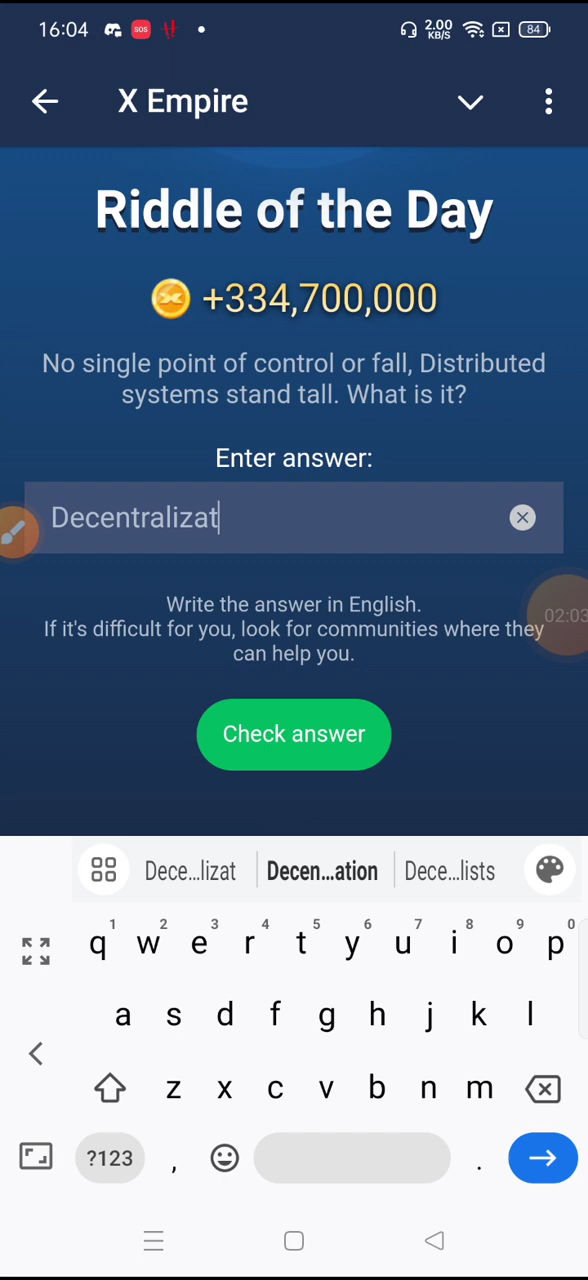 16:04 SOS 2.00 KB/S 84
X Empire
Riddle of the Day
+334,700,000
No single point of control or fall, Distributed
systems stand tall. What is it?
Enter answer:
Decentralizat
Write the answer in English.
If it's difficult for you, look for communities where they
can help you.
02:03
Check answer
Dece...lizat Decen...ation Dece...lists
1 2 3 4 5 6 7 8 9 0
q w e r t y u i o p
a s d f g h j k l
z x c v b n m
?123 , .